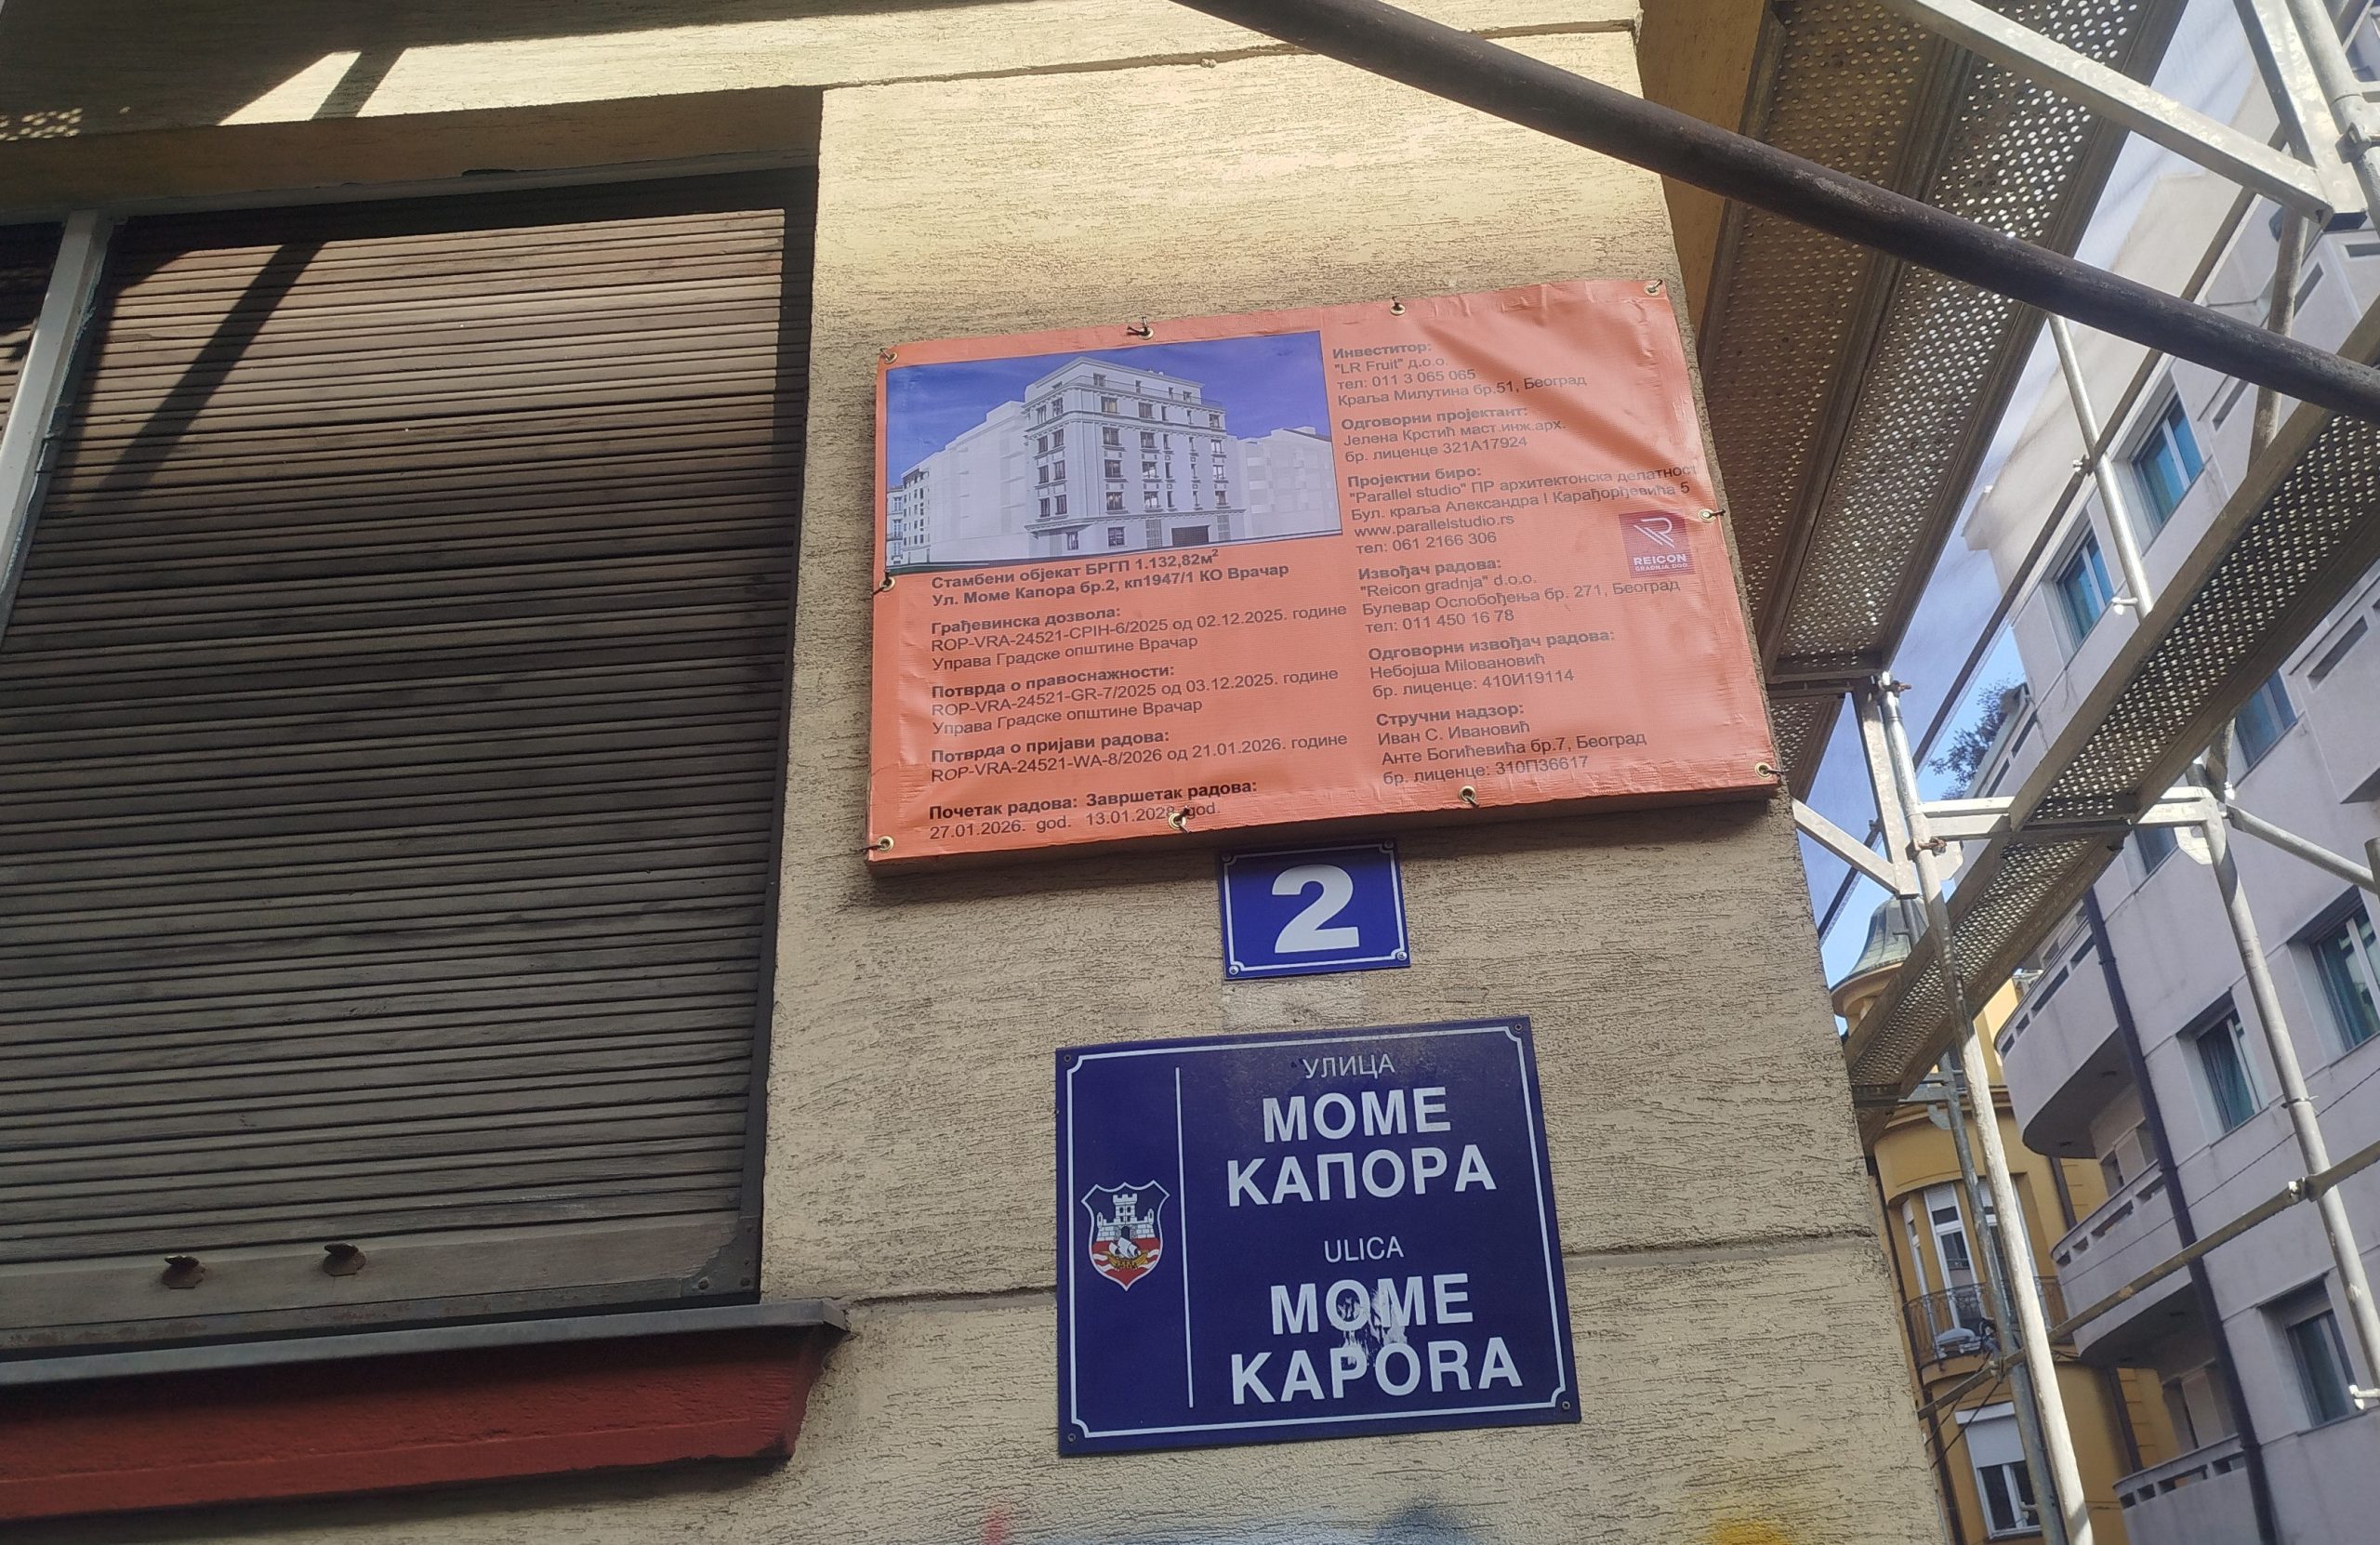 Стамбени објекат БРГП 1.132,82м²
Ул. Моме Капора бр.2, кп1947/1 КО Врачар
Грађевинска дозвола:
ROP-VRA-24521-CPIH-6/2025 од 02.12.2025. године
Управа Градске општине Врачар
Потврда о правоснажности:
ROP-VRA-24521-GR-7/2025 од 03.12.2025. године
Управа Градске општине Врачар
Потврда о пријави радова:
ROP-VRA-24521-WA-8/2026 од 21.01.2026. године
Почетак радова: Завршетак радова:
27.01.2026. god. 13.01.2028. god.
Инвеститор:
"LR Fruit" д.о.о.
тел: 011 3 065 065
Краља Милутина бр.51, Београд
Одговорни пројектант:
Јелена Крстић маст.инж.арх.
бр. лиценце 321А17924
Пројектни биро:
"Parallel studio" ПР архитектонска делатност
Бул. краља Александра I Карађорђевића 5
www.parallelstudio.rs
тел: 061 2166 306
Извођач радова:
"Reicon gradnja" d.o.o.
Булевар Ослобођења бр. 271, Београд
тел: 011 450 16 78
Одговорни извођач радова:
Небојша Miловановић
бр. лиценце: 410И19114
Стручни надзор:
Иван С. Ивановић
Анте Богићевића бр.7, Београд
бр. лиценце: 310П36617
REICON
GRADNJA DOO
2
УЛИЦА
МОМЕ
КАПОРА
ULICA
MOME
KAPORA